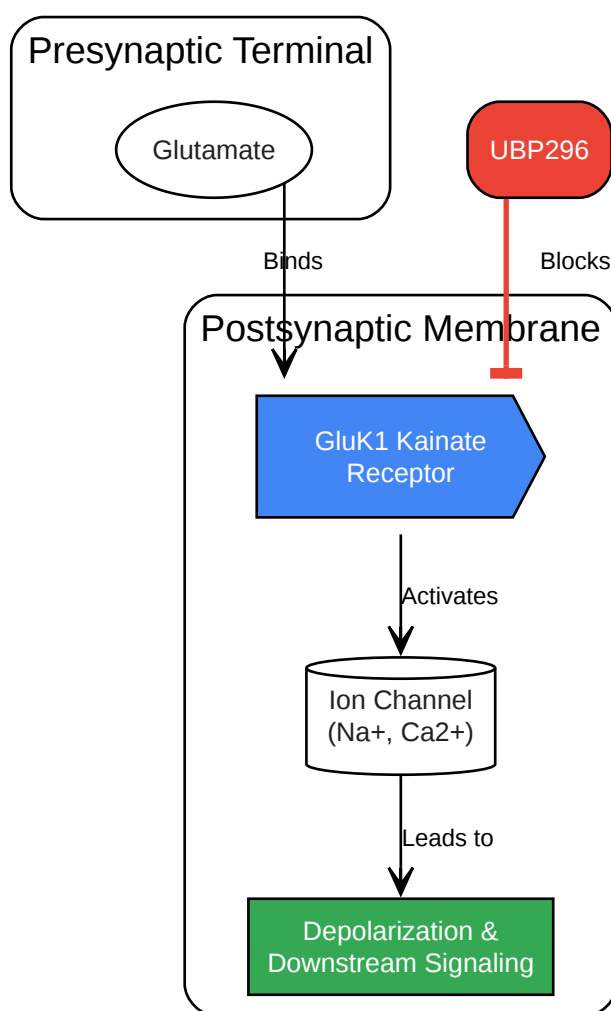 Presynaptic Terminal
Glutamate
UBP296
Binds
Blocks
Postsynaptic Membrane
GluK1 Kainate
Receptor
Activates
Ion Channel
(Na+, Ca2+)
Leads to
Depolarization &
Downstream Signaling